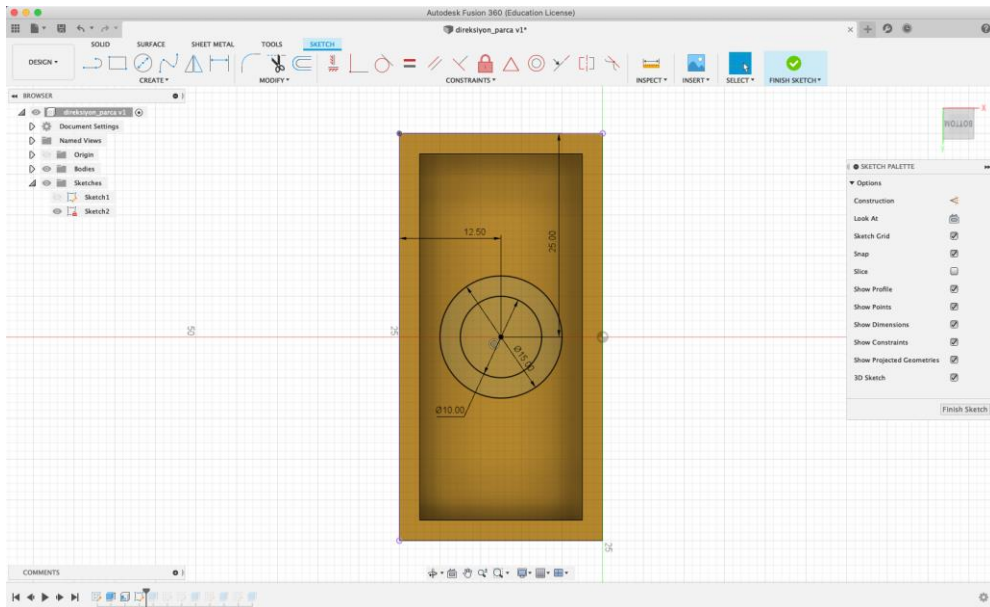 Autodesk Fusion 360 (Education License)
direksiyon_parca v1*
SOLID SURFACE SHEET METAL TOOLS SKETCH
DESIGN
CREATE MODIFY CONSTRAINTS INSPECT INSERT SELECT FINISH SKETCH
BROWSER
direksiyon_parca v1
Document Settings
Named Views
Origin
Bodies
Sketches
Sketch1
Sketch2
BOTTOM
X
SKETCH PALETTE
Options
Construction
Look At
Sketch Grid
Snap
Slice
Show Profile
Show Points
Show Dimensions
Show Constraints
Show Projected Geometries
3D Sketch
Finish Sketch
12.50
25.00
50
25
Ø15.00
Ø10.00
25
COMMENTS